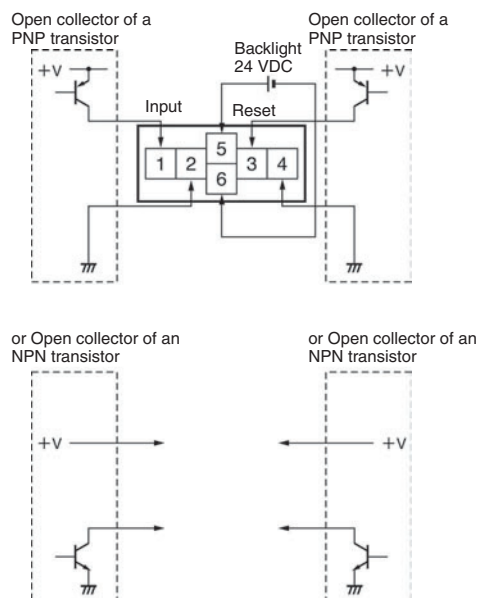 Open collector of a
PNP transistor
Open collector of a
PNP transistor
Backlight
24 VDC
+V
+V
Input
Reset
5
1 2 3 4
6
or Open collector of an
NPN transistor
or Open collector of an
NPN transistor
+V
+V